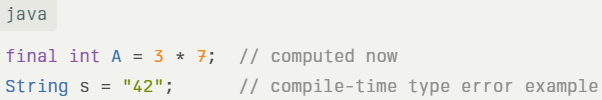 java
final int A = 3 * 7;  // computed now
String s = "42";      // compile-time type error example